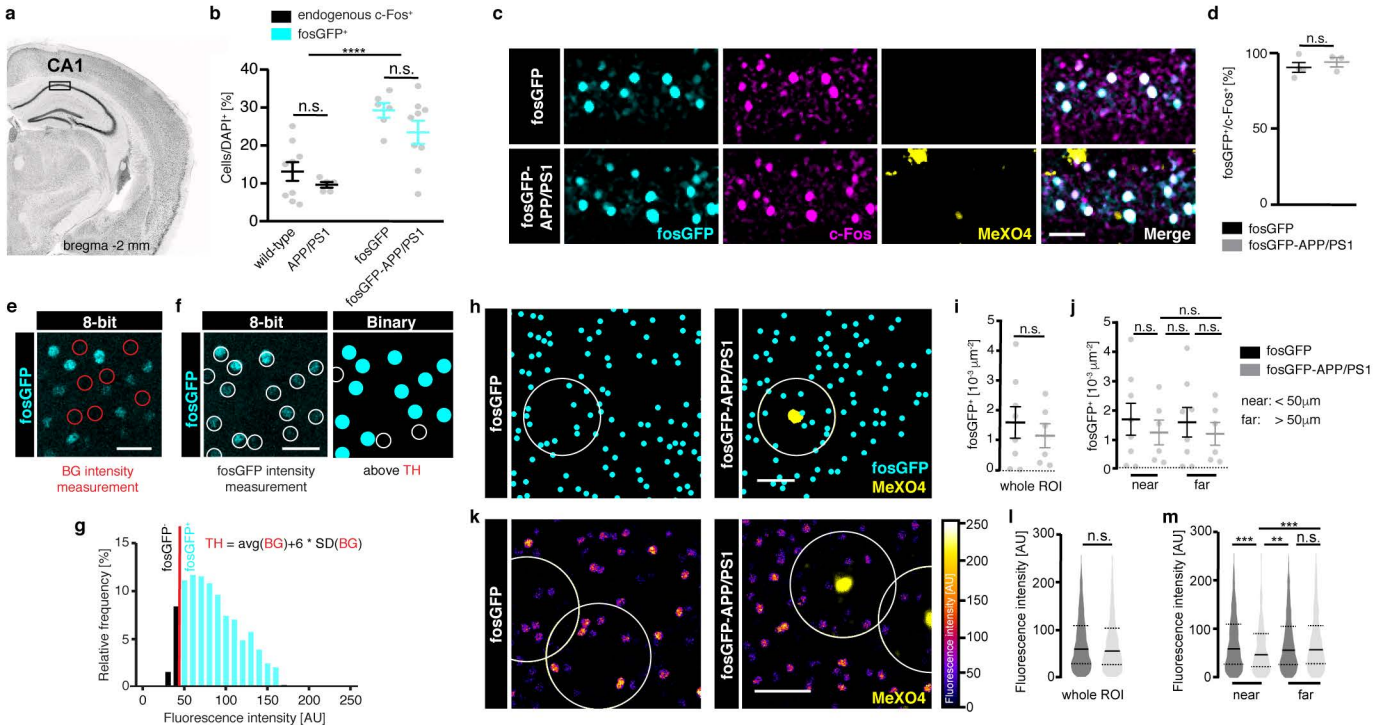 a
CA1
bregma -2 mm
b
endogenous c-Fos⁺
fosGFP⁺
****
n.s.
n.s.
Cells/DAPI⁺ [%]
40
30
20
10
0
wild-type
APP/PS1
fosGFP
fosGFP-APP/PS1
c
fosGFP
fosGFP-
APP/PS1
fosGFP
c-Fos
MeXO4
Merge
d
n.s.
fosGFP⁺/c-Fos⁺ [%]
100
50
0
fosGFP
fosGFP-APP/PS1
e
8-bit
fosGFP
BG intensity
measurement
f
8-bit
Binary
fosGFP
fosGFP intensity
measurement
above TH
g
fosGFP⁻
fosGFP⁺
TH = avg(BG)+6 * SD(BG)
Relative frequency [%]
15
10
5
0
0 50 100 150 200 250
Fluorescence intensity [AU]
h
fosGFP
fosGFP-APP/PS1
fosGFP
MeXO4
i
n.s.
fosGFP⁺ [10⁻³ µm⁻²]
5
4
3
2
1
0
whole ROI
j
n.s.
n.s. n.s. n.s.
fosGFP⁺ [10⁻³ µm⁻²]
5
4
3
2
1
0
near far
fosGFP
fosGFP-APP/PS1
near: < 50µm
far: > 50µm
k
fosGFP
fosGFP-APP/PS1
MeXO4
250
200
150
100
50
0
Fluorescence intensity [AU]
l
n.s.
Fluorescence intensity [AU]
300
200
100
0
whole ROI
m
***
*** ** n.s.
Fluorescence intensity [AU]
300
200
100
0
near far